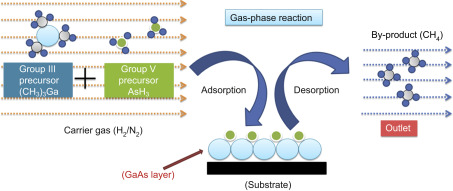 Gas-phase reaction
By-product (CH₄)
Group III
precursor
(CH₃)₃Ga
Group V
precursor
AsH₃
Adsorption
Desorption
Carrier gas (H₂/N₂)
Outlet
(GaAs layer)
(Substrate)